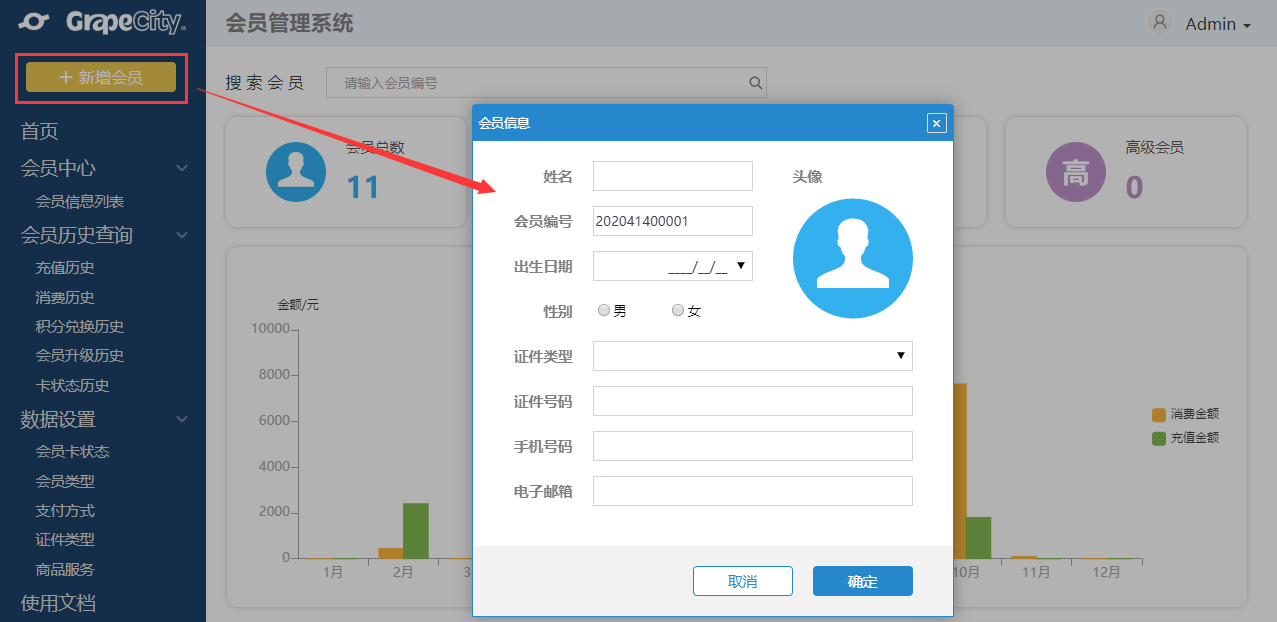 GrapeCity
会员管理系统
Admin
+ 新增会员
搜索会员
请输入会员编号
首页
会员中心
会员信息列表
会员历史查询
充值历史
消费历史
积分兑换历史
会员升级历史
卡状态历史
数据设置
会员卡状态
会员类型
支付方式
证件类型
商品服务
使用文档
会员总数
11
高
高级会员
0
金额/元
10000
8000
6000
4000
2000
0
1月
2月
3
10月
11月
12月
消费金额
充值金额
会员信息
姓名
头像
会员编号
202041400001
出生日期
____/__/__
性别
男
女
证件类型
证件号码
手机号码
电子邮箱
取消
确定